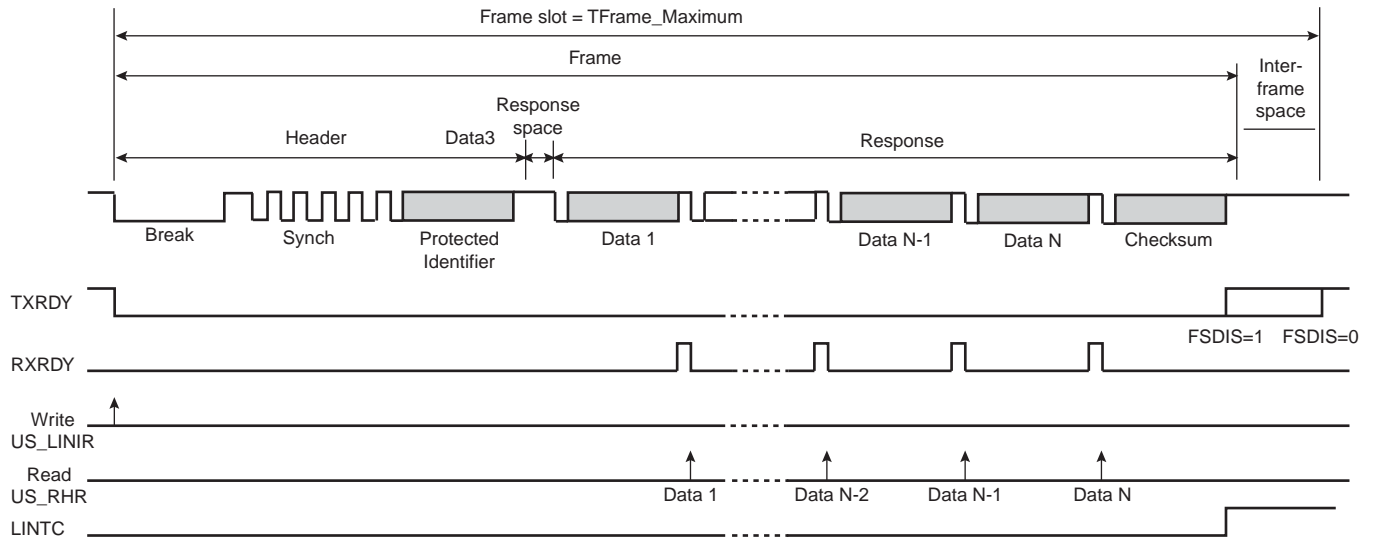 Frame slot = TFrame_Maximum
Frame
Inter-
frame
space
Response
space
Header
Data3
Response
Break
Synch
Protected
Identifier
Data 1
Data N-1
Data N
Checksum
TXRDY
FSDIS=1
FSDIS=0
RXRDY
Write
US_LINIR
Read
US_RHR
Data 1
Data N-2
Data N-1
Data N
LINTC